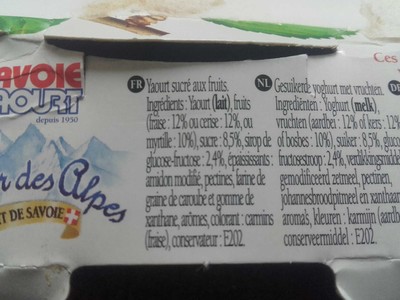 Ces
AVOIE
YAOURT
depuis 1950
des Alpes
T DE SAVOIE
FR Yaourt sucré aux fruits.
Ingrédients : Yaourt (lait), fruits
(fraise : 12% ou cerise : 12%, ou
myrtille : 10%), sucre : 8,5%, sirop de
glucose-fructose : 2,4%, épaississants :
amidon modifié, pectines, farine de
graine de caroube et gomme de
xanthane, arômes, colorant : carmins
(fraise), conservateur : E202.
NL Gesuikerde yoghurt met vruchten.
Ingrediënten : Yoghurt (melk),
vruchten (aardbei : 12% of kers : 12%
of bosbes : 10%), suiker : 8,5%, glucose
fructosestroop : 2,4%, verdikkingsmiddel
gemodificeerd zetmeel, pectinen,
johannesbroodpitmeel en xanthaan
aroma's, kleuren : karmijn (aardbei
conserveermiddel : E202.
DE